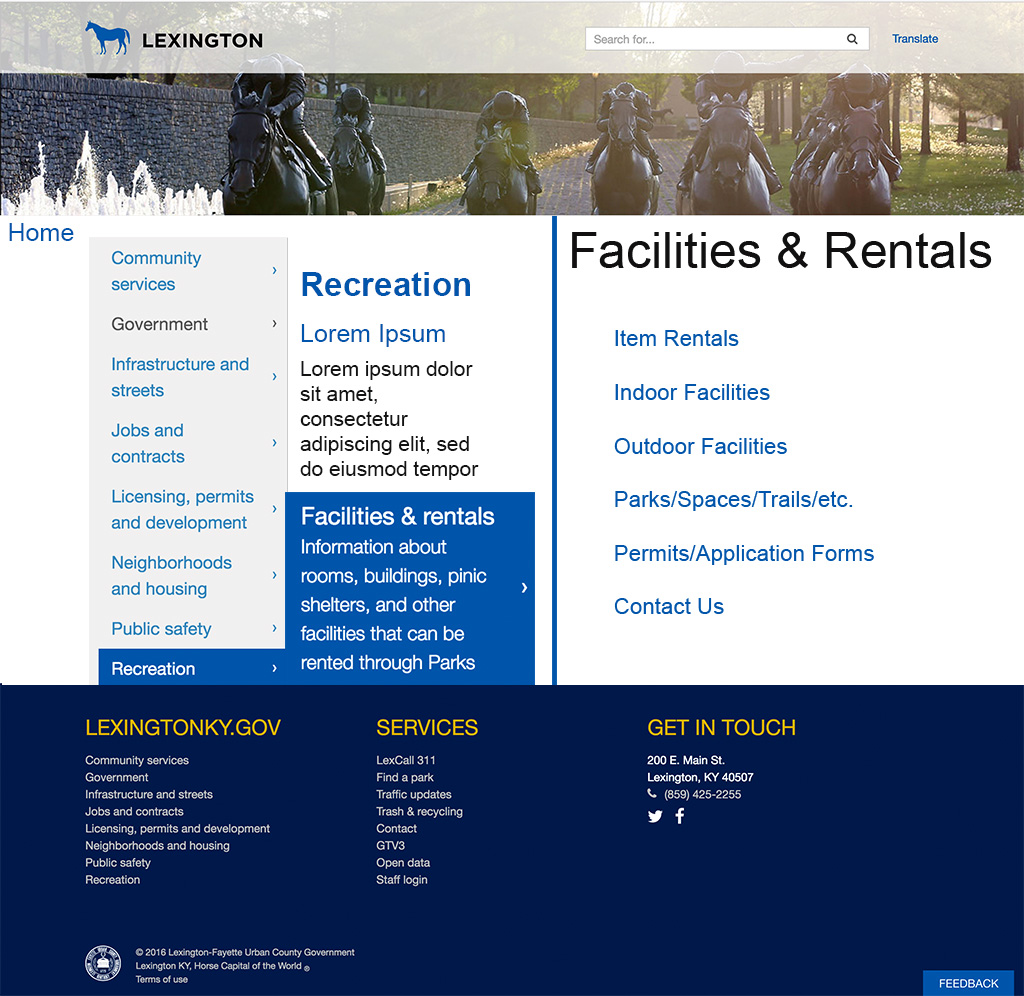 LEXINGTON
Search for...
Translate
Home
Community
services
Government
Infrastructure and
streets
Jobs and
contracts
Licensing, permits
and development
Neighborhoods
and housing
Public safety
Recreation
Recreation
Lorem Ipsum
Lorem ipsum dolor
sit amet,
consectetur
adipiscing elit, sed
do eiusmod tempor
Facilities & rentals
Information about
rooms, buildings, pinic
shelters, and other
facilities that can be
rented through Parks
Facilities & Rentals
Item Rentals
Indoor Facilities
Outdoor Facilities
Parks/Spaces/Trails/etc.
Permits/Application Forms
Contact Us
LEXINGTONKY.GOV
Community services
Government
Infrastructure and streets
Jobs and contracts
Licensing, permits and development
Neighborhoods and housing
Public safety
Recreation
SERVICES
LexCall 311
Find a park
Traffic updates
Trash & recycling
Contact
GTV3
Open data
Staff login
GET IN TOUCH
200 E. Main St.
Lexington, KY 40507
(859) 425-2255
© 2016 Lexington-Fayette Urban County Government
Lexington KY, Horse Capital of the World ®
Terms of use
FEEDBACK